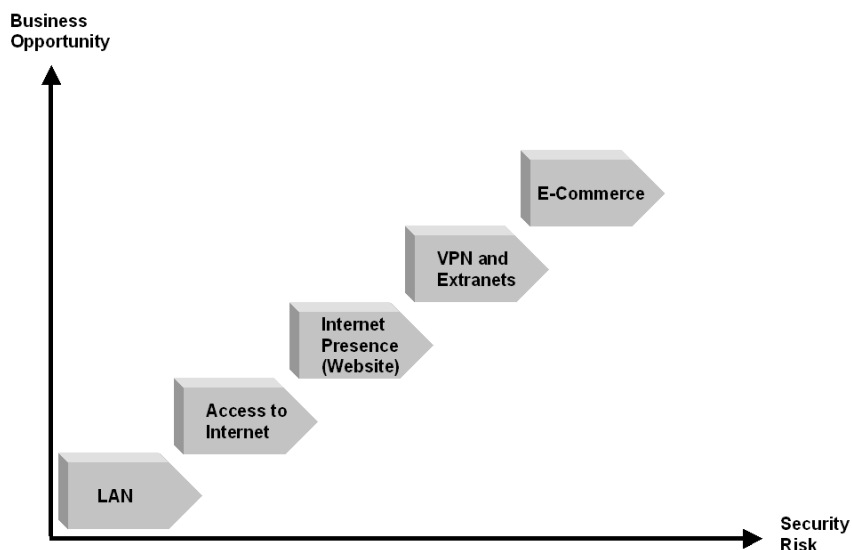 Business
Opportunity
E-Commerce
VPN and
Extranets
Internet
Presence
(Website)
Access to
Internet
LAN
Security
Risk